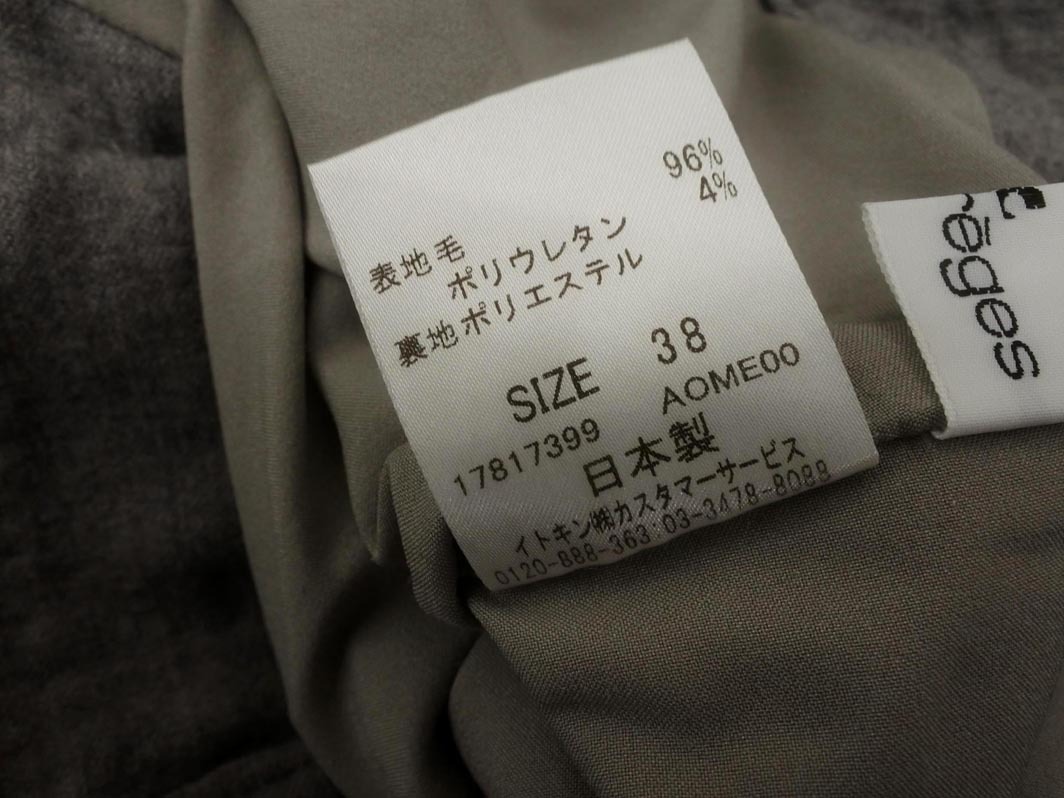 96%
4%
表地毛
ポリウレタン
裏地ポリエステル
SIZE 38
17817399 AOME00
日本製
イトキン㈱カスタマーサービス
0120-888-363:03-3478-8088
règes